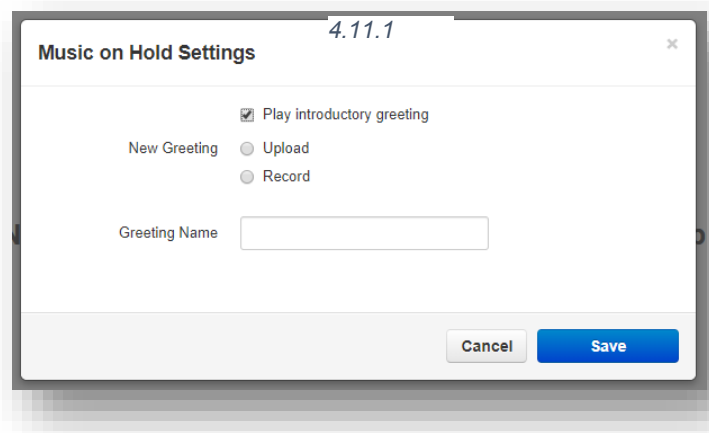 4.11.1
Music on Hold Settings
×
Play introductory greeting
New Greeting
Upload
Record
Greeting Name
Cancel
Save